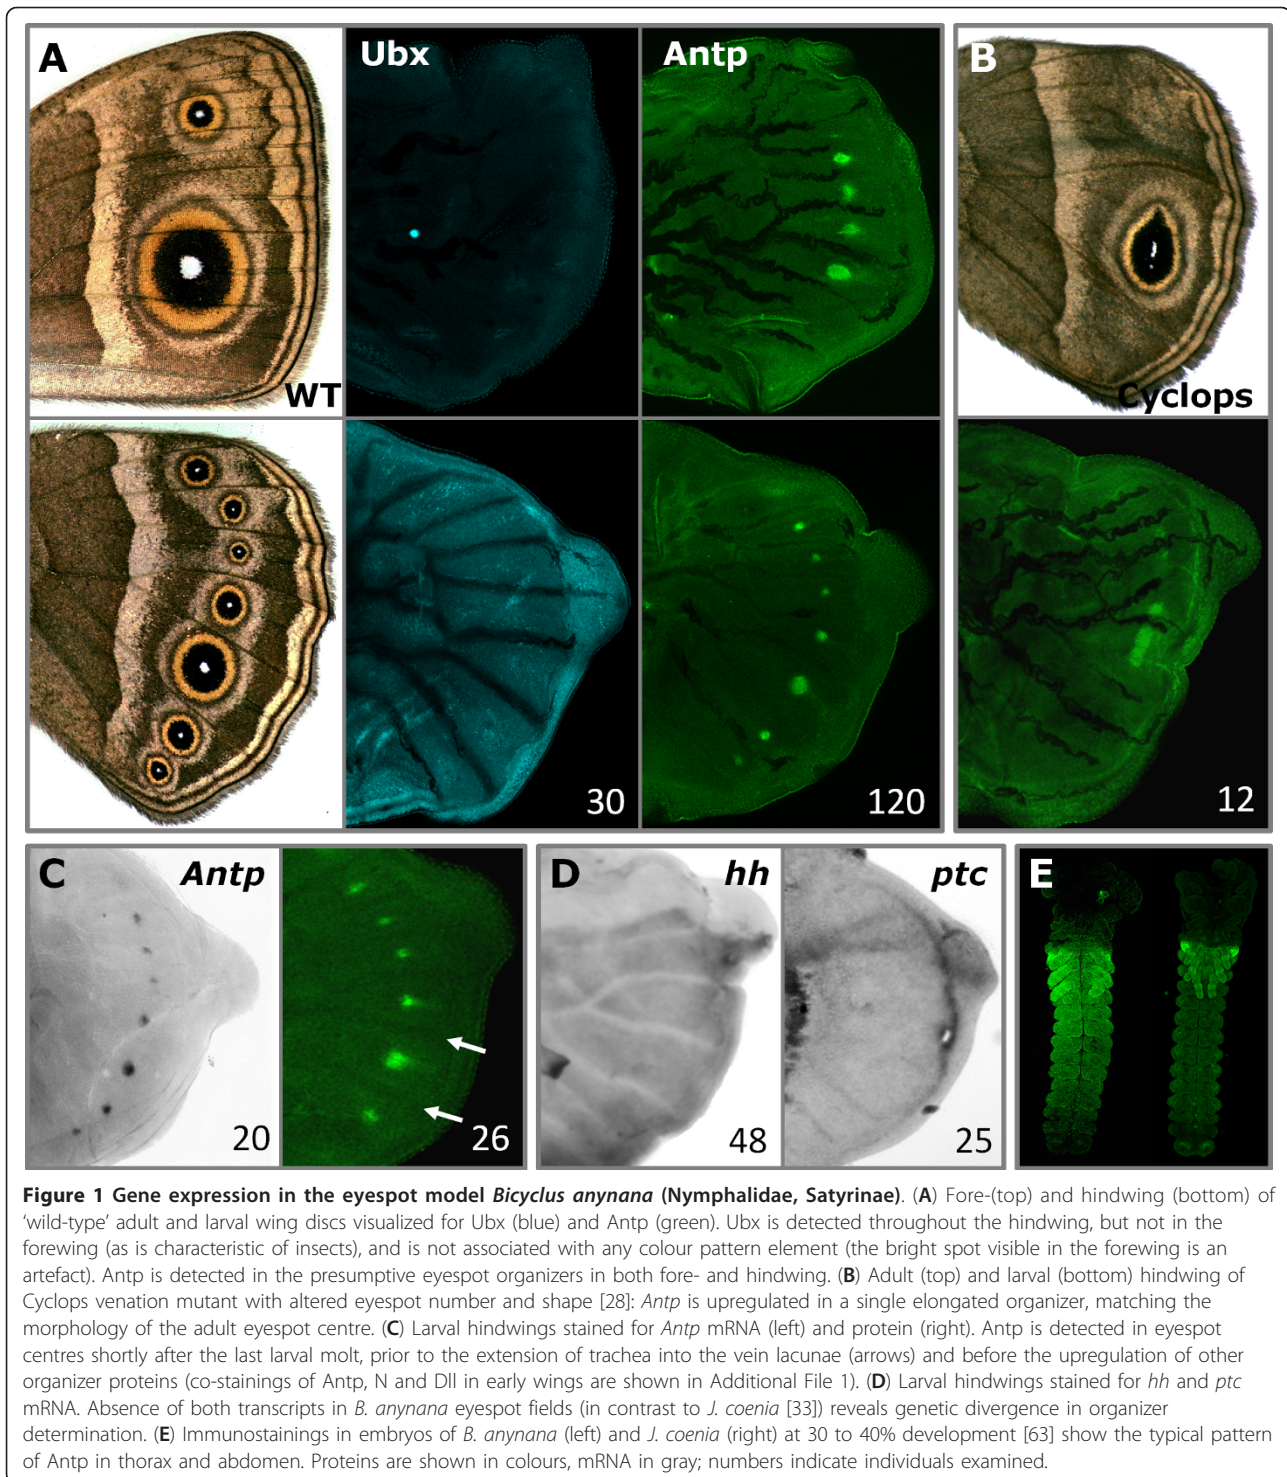 A
Ubx
Antp
B
WT
Cyclops
30
120
12
C
Antp
D
hh
ptc
E
20
26
48
25
Figure 1 Gene expression in the eyespot model Bicyclus anynana (Nymphalidae, Satyrinae). (A) Fore-(top) and hindwing (bottom) of
‘wild-type’ adult and larval wing discs visualized for Ubx (blue) and Antp (green). Ubx is detected throughout the hindwing, but not in the
forewing (as is characteristic of insects), and is not associated with any colour pattern element (the bright spot visible in the forewing is an
artefact). Antp is detected in the presumptive eyespot organizers in both fore- and hindwing. (B) Adult (top) and larval (bottom) hindwing of
Cyclops venation mutant with altered eyespot number and shape [28]: Antp is upregulated in a single elongated organizer, matching the
morphology of the adult eyespot centre. (C) Larval hindwings stained for Antp mRNA (left) and protein (right). Antp is detected in eyespot
centres shortly after the last larval molt, prior to the extension of trachea into the vein lacunae (arrows) and before the upregulation of other
organizer proteins (co-stainings of Antp, N and Dll in early wings are shown in Additional File 1). (D) Larval hindwings stained for hh and ptc
mRNA. Absence of both transcripts in B. anynana eyespot fields (in contrast to J. coenia [33]) reveals genetic divergence in organizer
determination. (E) Immunostainings in embryos of B. anynana (left) and J. coenia (right) at 30 to 40% development [63] show the typical pattern
of Antp in thorax and abdomen. Proteins are shown in colours, mRNA in gray; numbers indicate individuals examined.